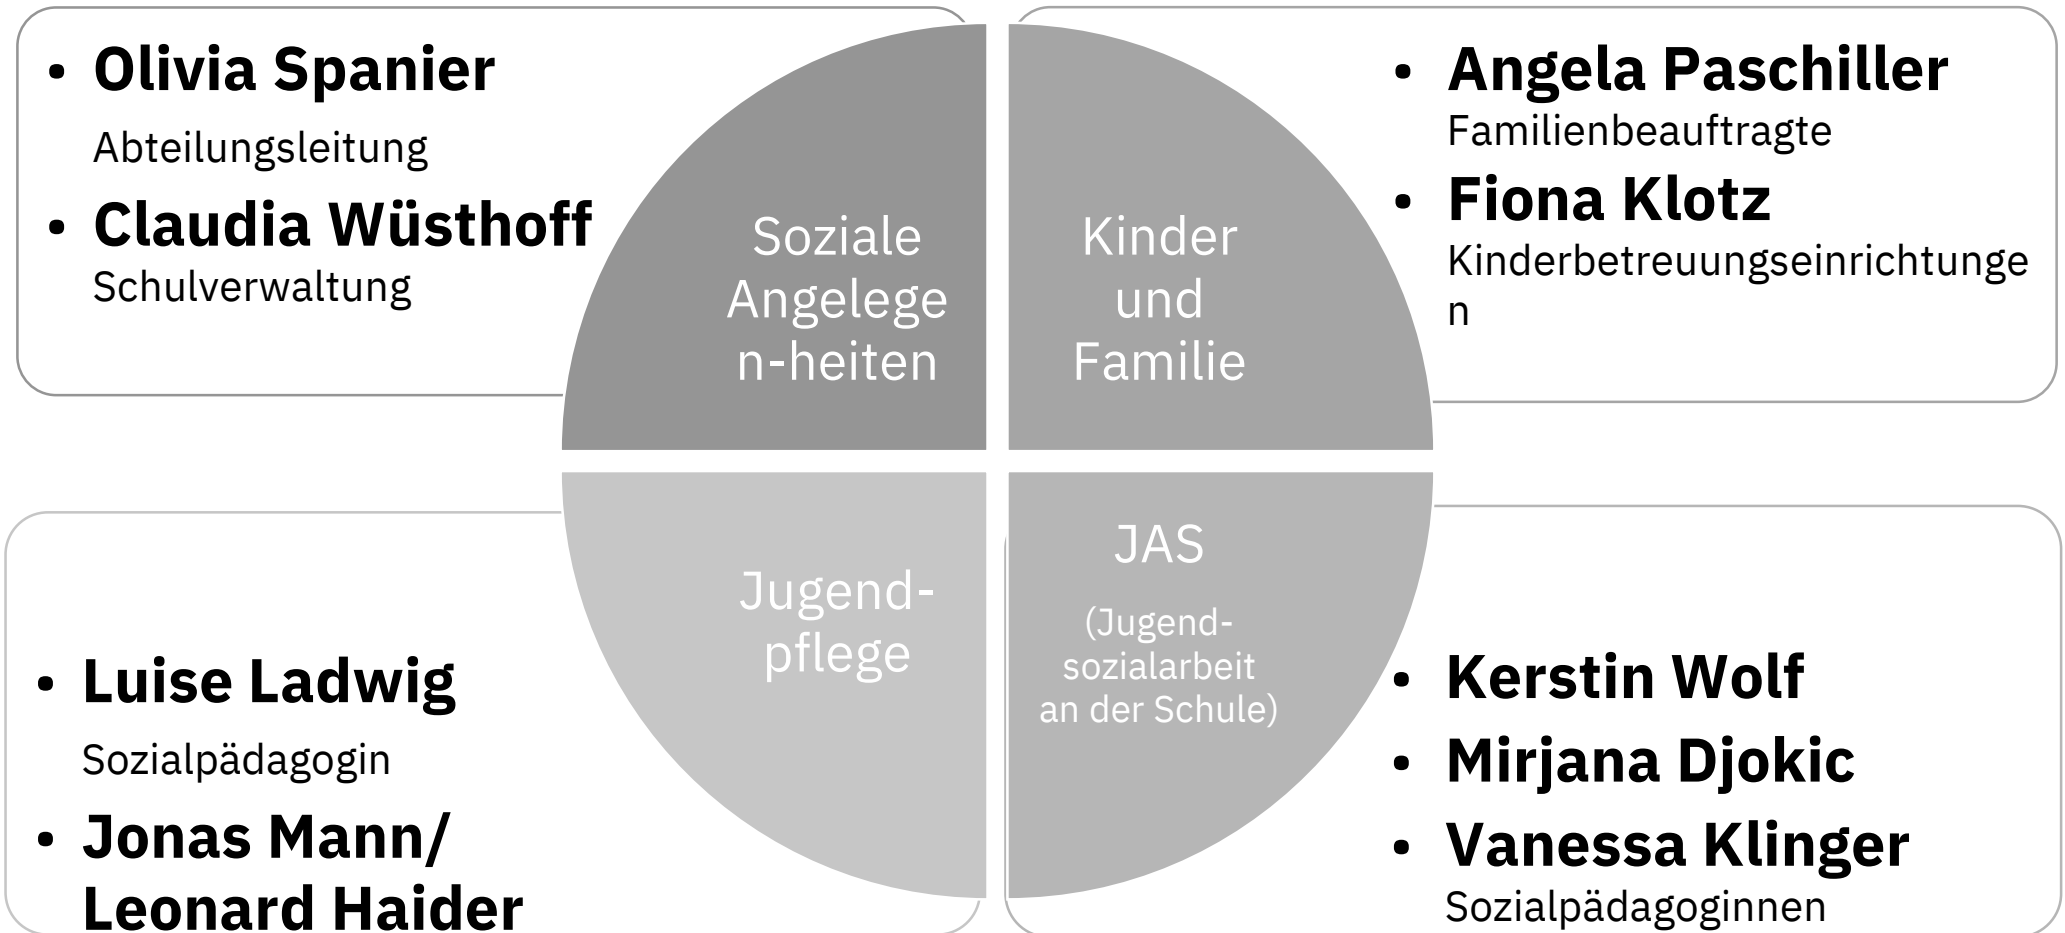 • Olivia Spanier
Abteilungsleitung
• Claudia Wüsthoff
Schulverwaltung
Soziale
Angelege
n-heiten
Kinder
und
Familie
• Angela Paschiller
Familienbeauftragte
• Fiona Klotz
Kinderbetreuungseinrichtunge
n
• Luise Ladwig
Sozialpädagogin
• Jonas Mann/
Leonard Haider
Jugend-
pflege
JAS
(Jugend-
sozialarbeit
an der Schule)
• Kerstin Wolf
• Mirjana Djokic
• Vanessa Klinger
Sozialpädagoginnen